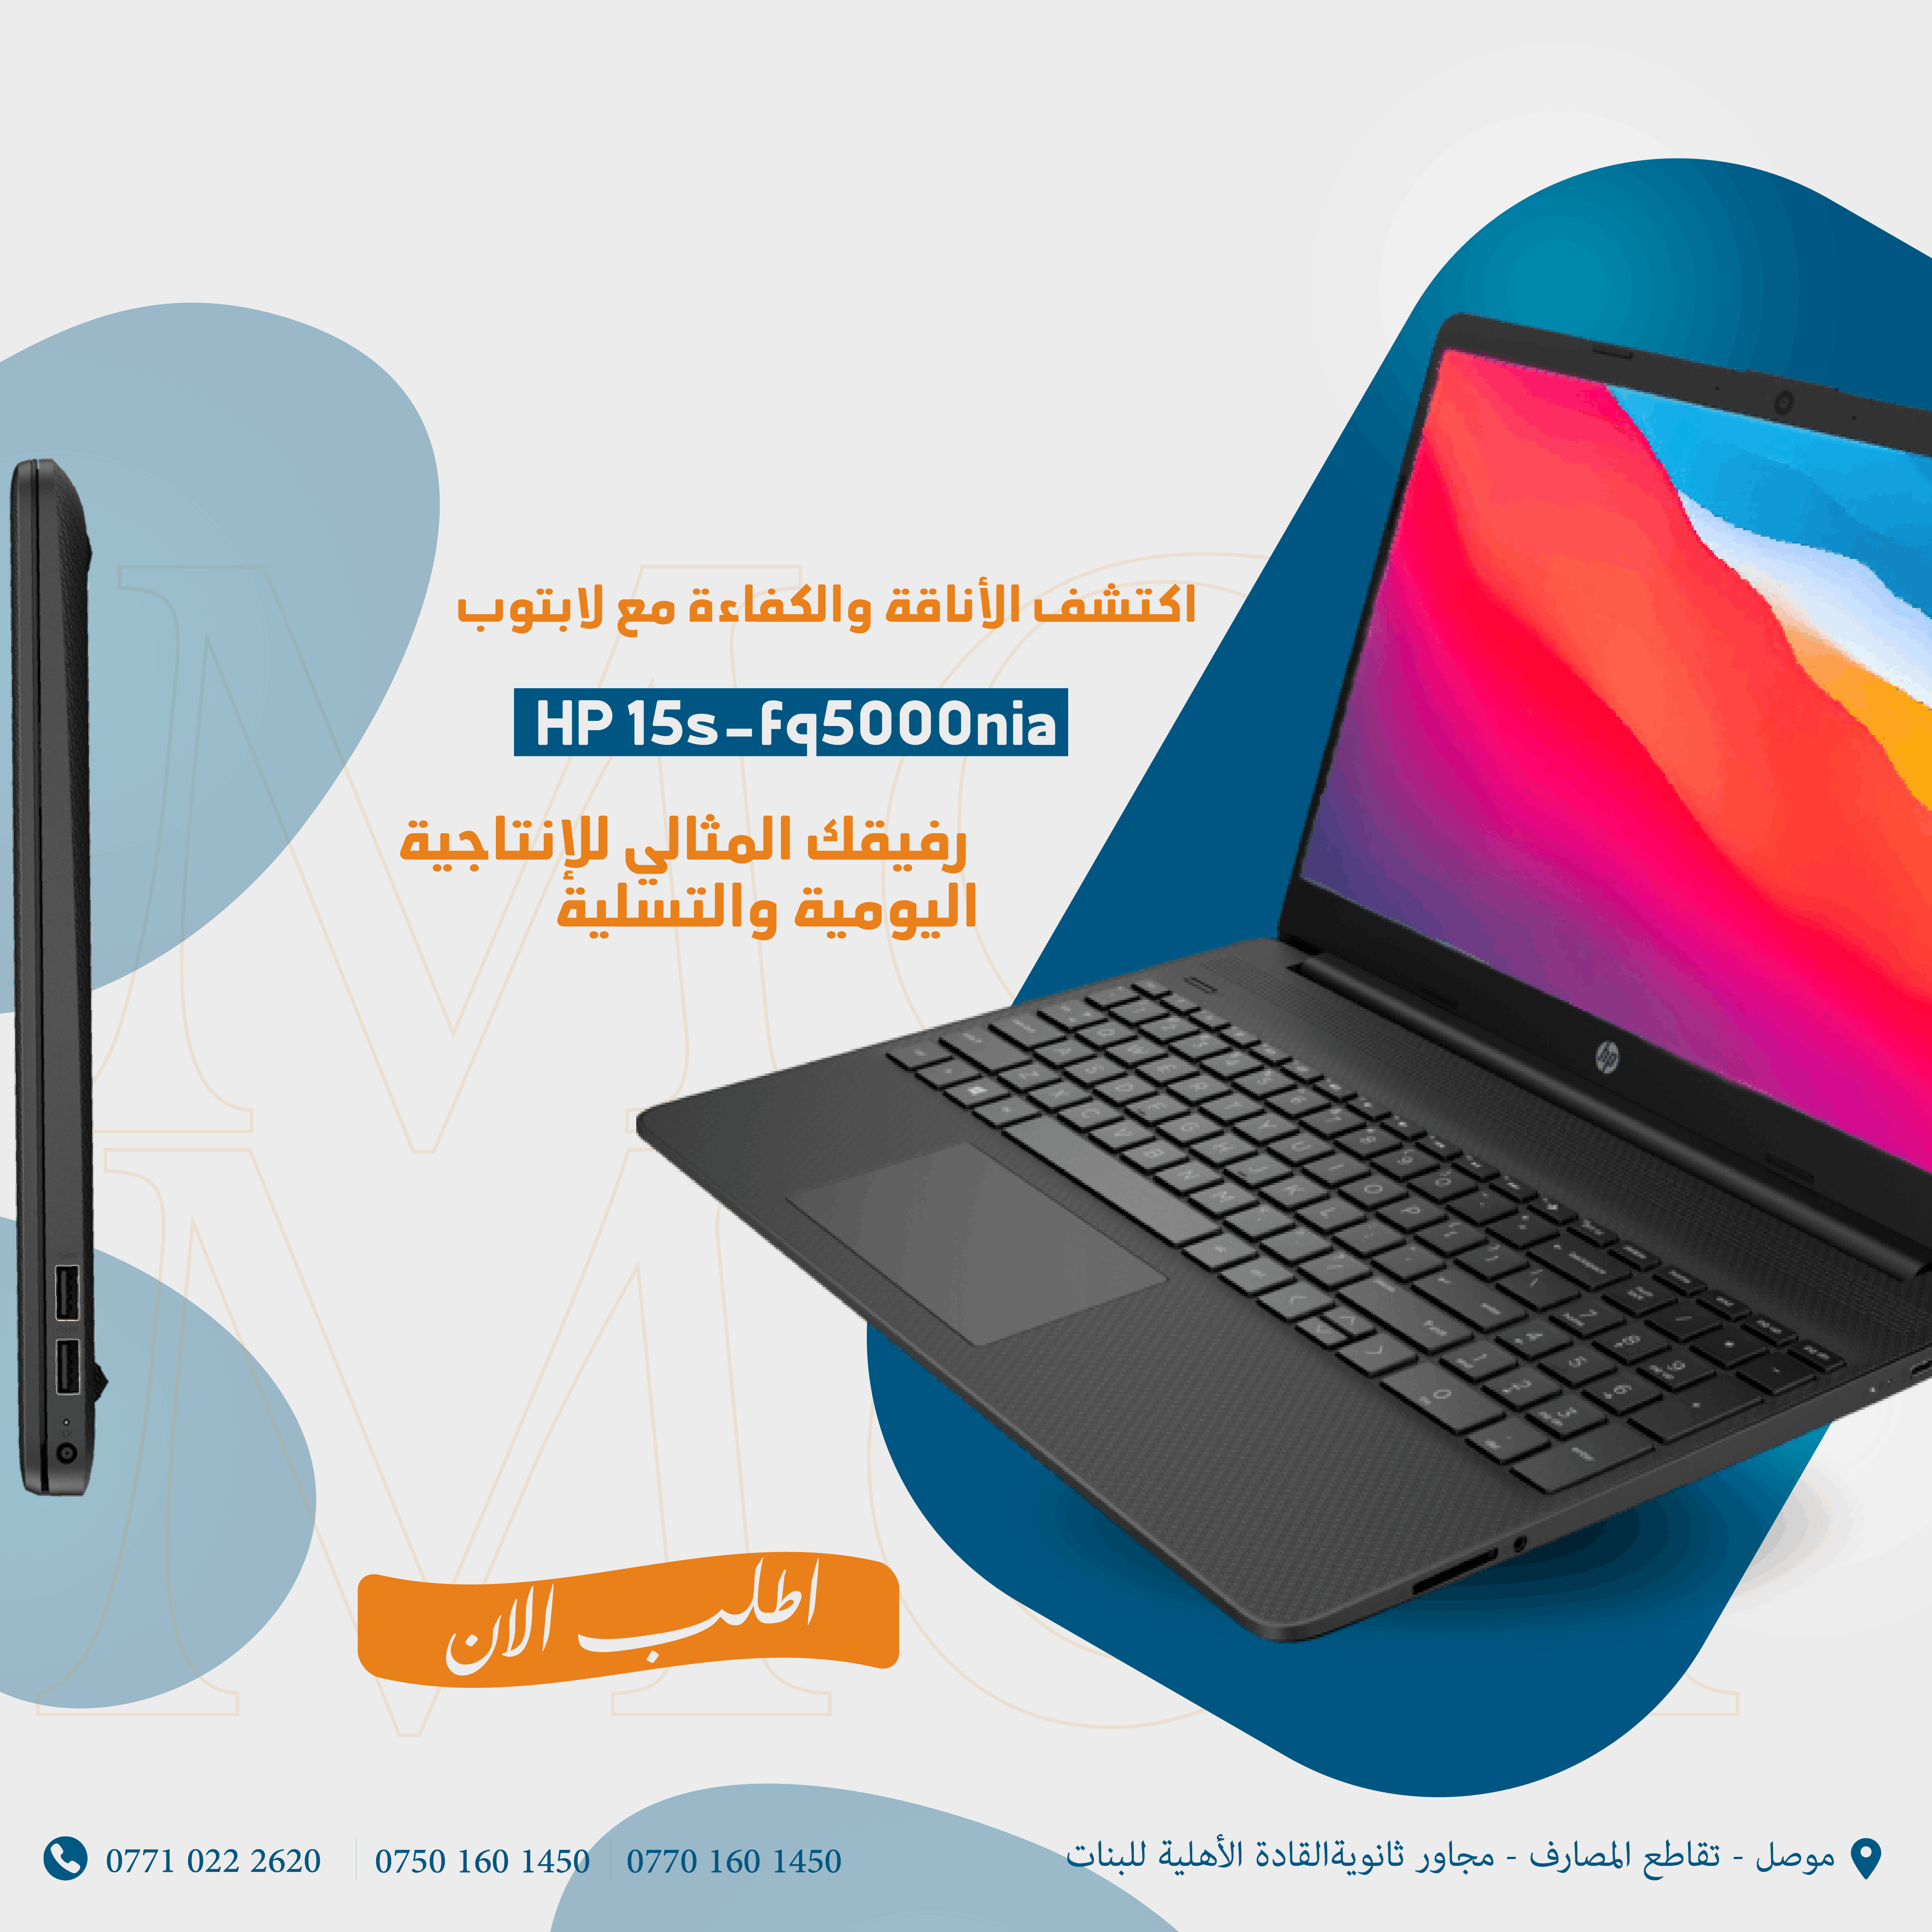 اكتشف الأناقة والكفاءة مع لابتوب
HP 15s-fq5000nia
رفيقك المثالي للإنتاجية
اليومية والتسلية
اطلب الان
موصل - تقاطع المصارف - مجاور ثانويةالقادة الأهلية للبنات
0771 022 2620
0750 160 1450
0770 160 1450
hp